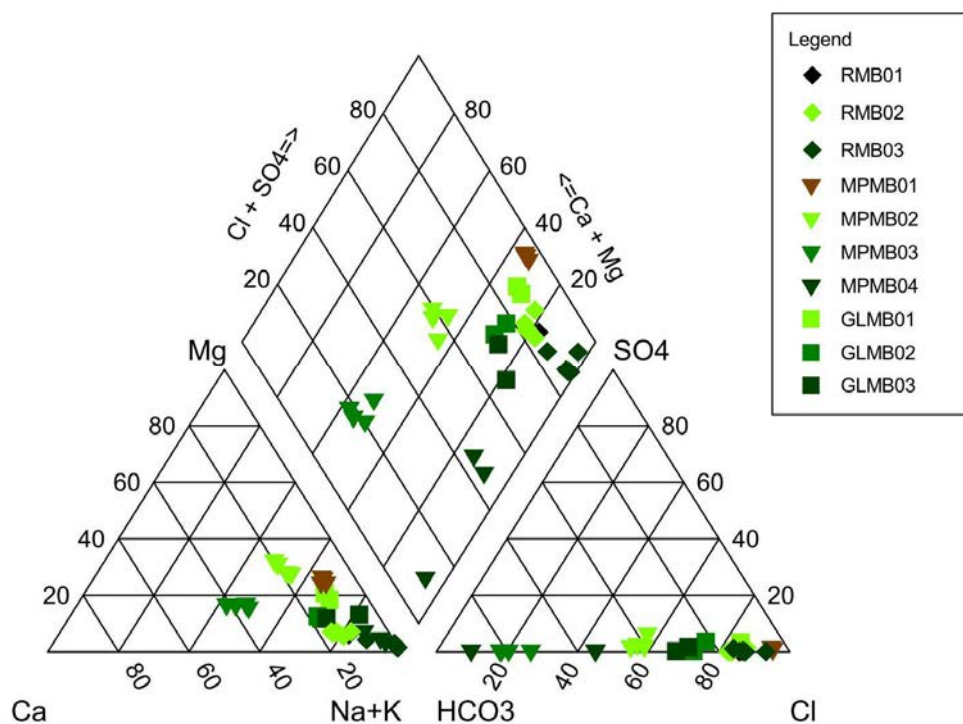 Legend
RMB01
RMB02
RMB03
MPMB01
MPMB02
MPMB03
MPMB04
GLMB01
GLMB02
GLMB03
80 80
60 60
Cl + SO4=>
<=Ca + Mg
40 40
20 20
Mg SO4
80 80
60 60
40 40
20 20
80 60 40 20 20 40 60 80
Ca Na+K HCO3 Cl